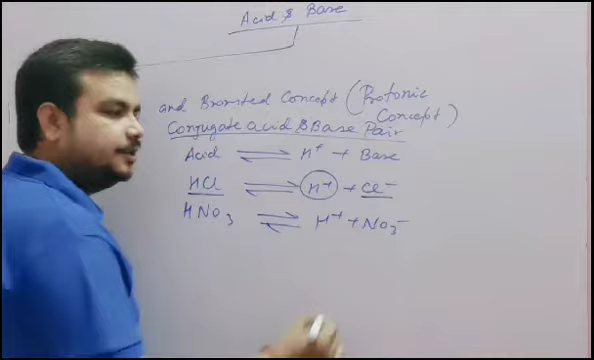 Acid & Base
and Bronsted Concept (Protonic
Concept)
Conjugate acid & Base Pair
Acid ⇌ H⁺ + Base
HCl ⇌ H⁺ + Cl⁻
HNO₃ ⇌ H⁺ + NO₃⁻